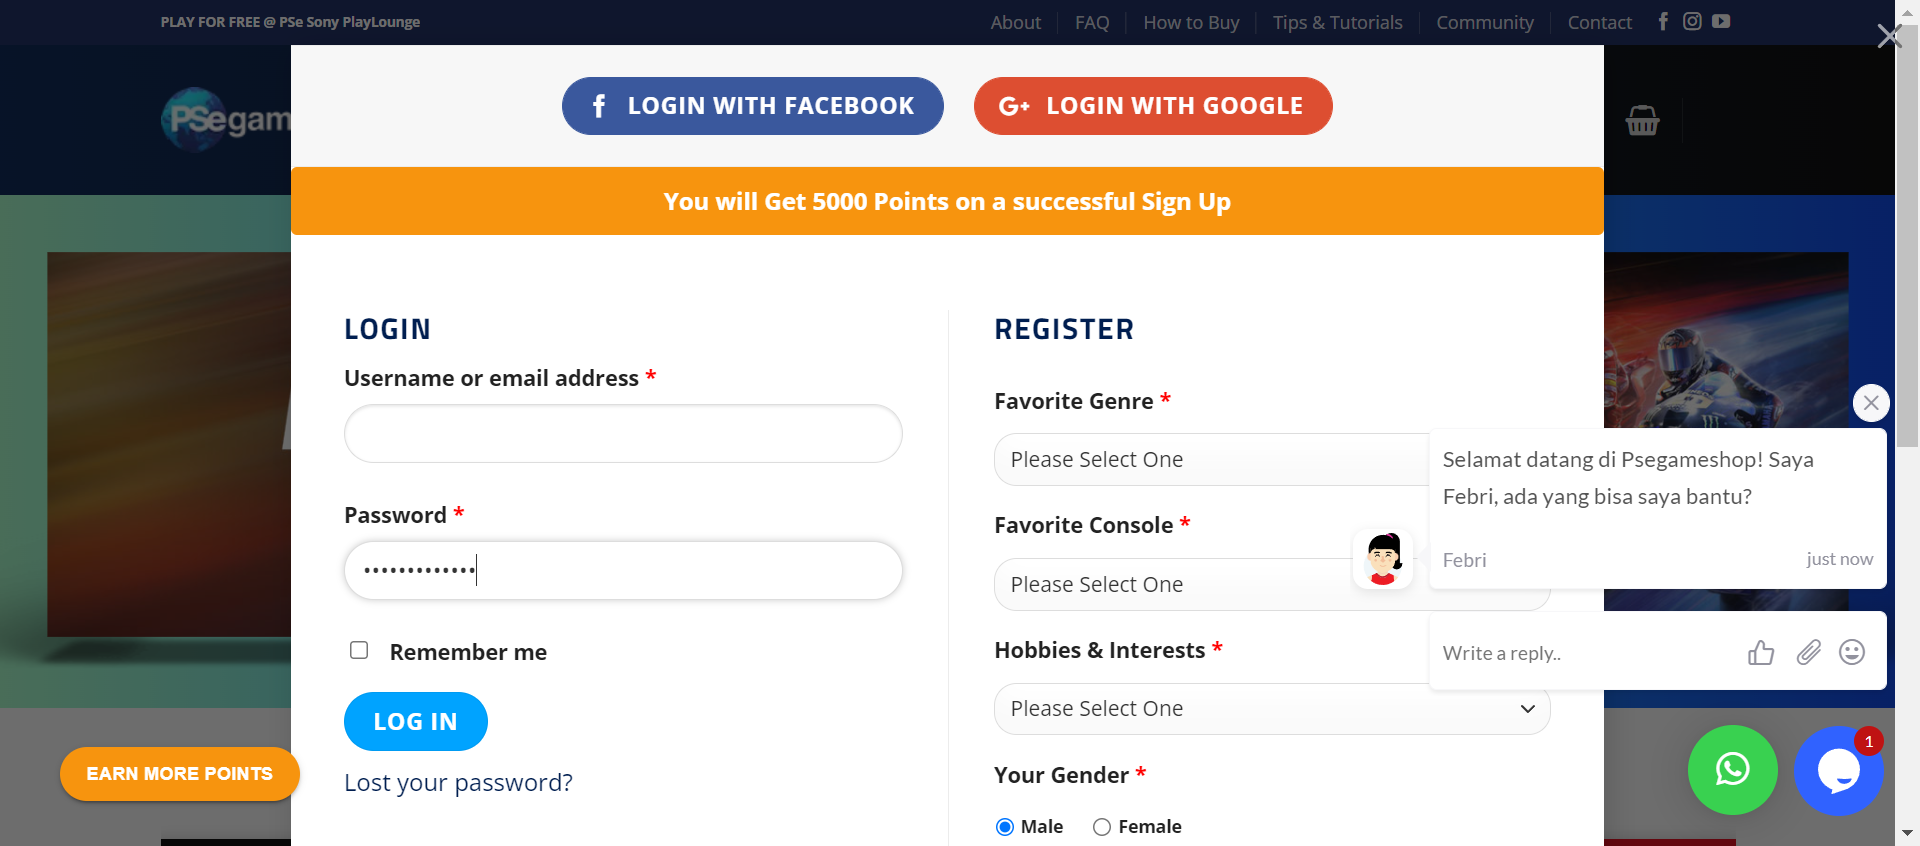 PLAY FOR FREE @ PSe Sony PlayLounge
About
FAQ
How to Buy
Tips & Tutorials
Community
Contact
PSegam
LOGIN WITH FACEBOOK
LOGIN WITH GOOGLE
You will Get 5000 Points on a successful Sign Up
LOGIN
Username or email address *
Password *
Remember me
LOG IN
Lost your password?
EARN MORE POINTS
REGISTER
Favorite Genre *
Please Select One
Favorite Console *
Please Select One
Hobbies & Interests *
Please Select One
Your Gender *
Male
Female
Selamat datang di Psegameshop! Saya
Febri, ada yang bisa saya bantu?
Febri
just now
Write a reply..
1